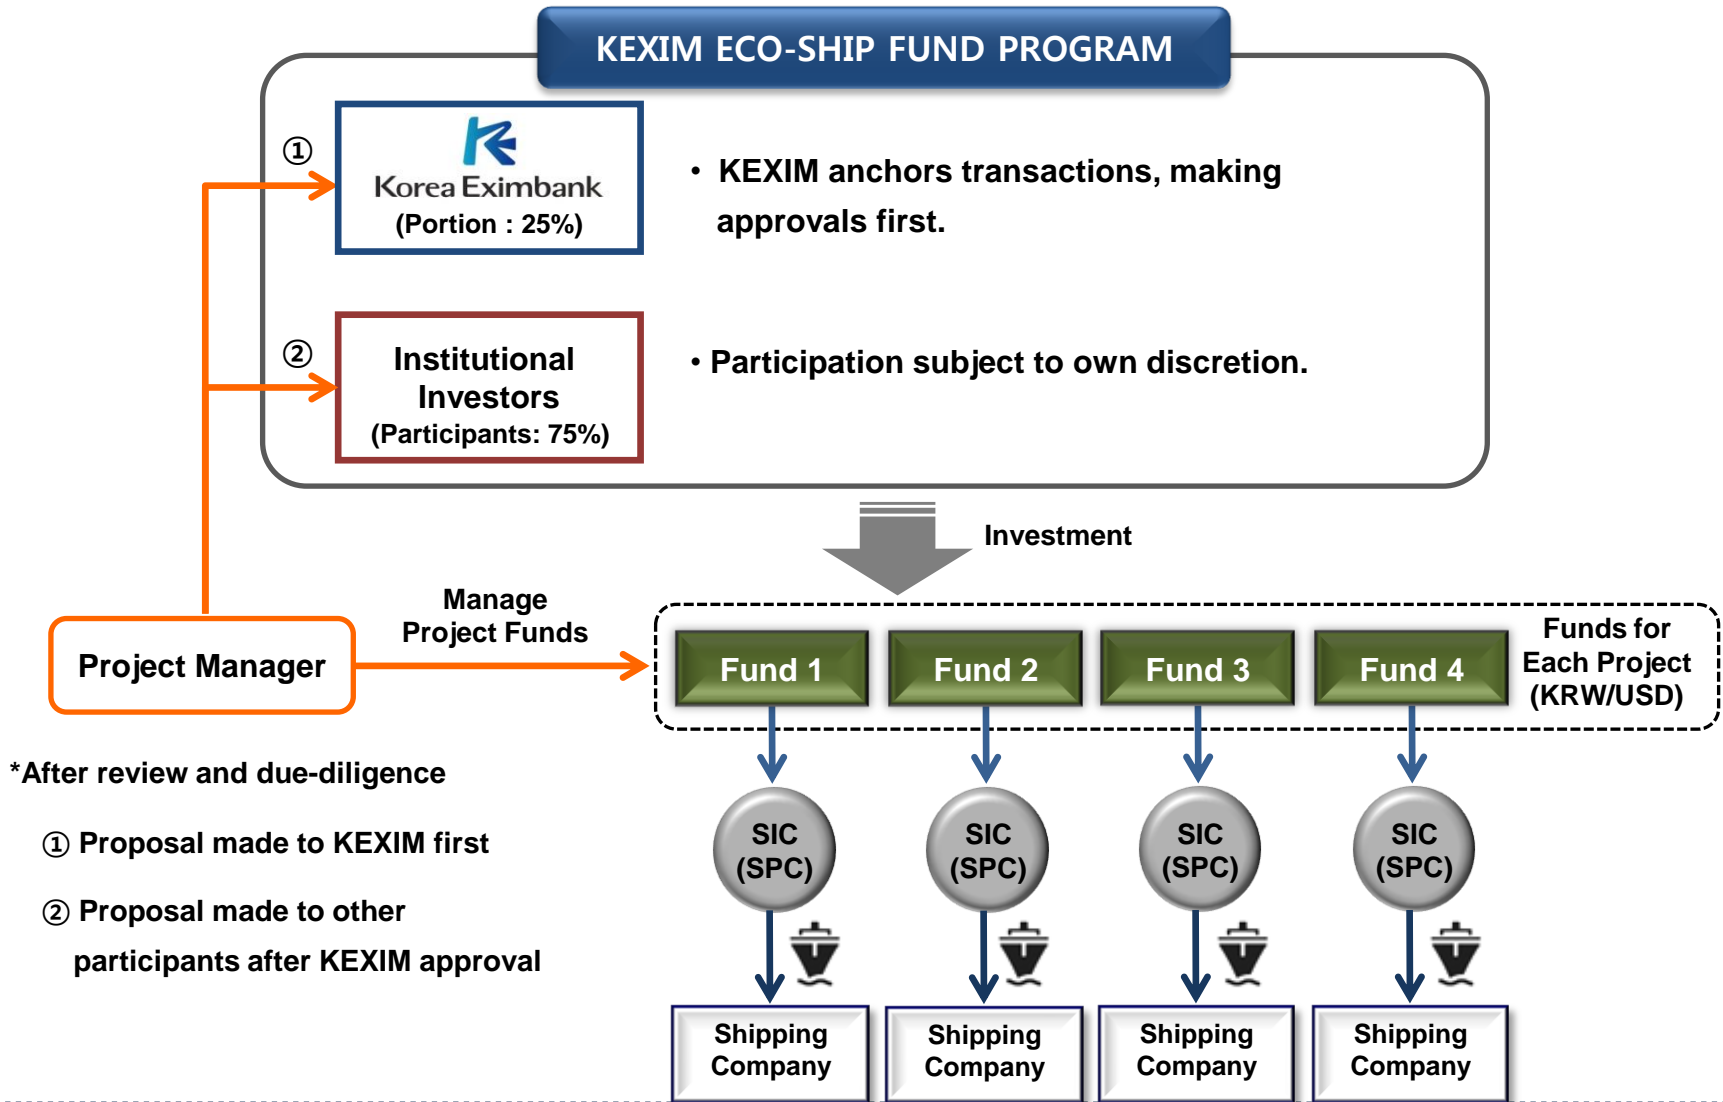 KEXIM ECO-SHIP FUND PROGRAM
①
Korea Eximbank
(Portion : 25%)
• KEXIM anchors transactions, making
approvals first.
②
Institutional
Investors
(Participants: 75%)
• Participation subject to own discretion.
Investment
Manage
Project Funds
Project Manager
Fund 1
Fund 2
Fund 3
Fund 4
Funds for
Each Project
(KRW/USD)
*After review and due-diligence
① Proposal made to KEXIM first
② Proposal made to other
participants after KEXIM approval
SIC
(SPC)
SIC
(SPC)
SIC
(SPC)
SIC
(SPC)
Shipping
Company
Shipping
Company
Shipping
Company
Shipping
Company